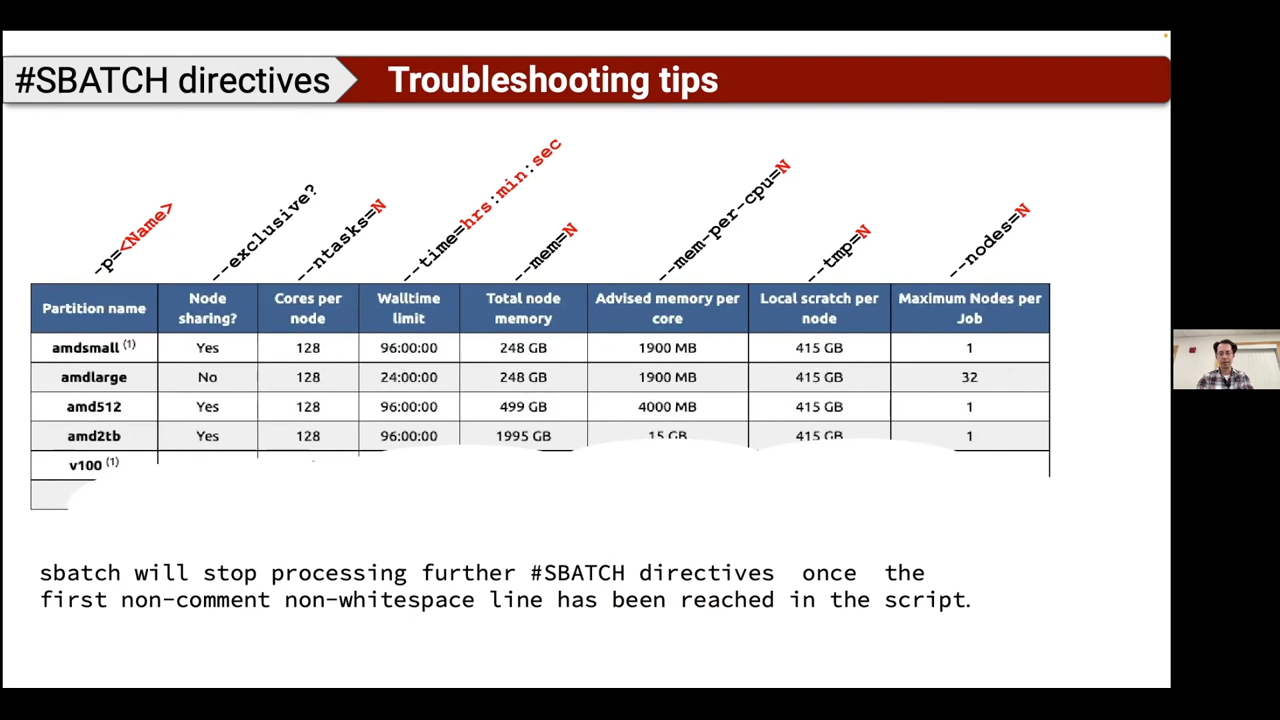 #SBATCH directives
Troubleshooting tips
-p=<Name>
--exclusive?
--ntasks=N
--time=hrs:min:sec
--mem=N
--mem-per-cpu=N
--tmp=N
--nodes=N
Partition name | Node sharing? | Cores per node | Walltime limit | Total node memory | Advised memory per core | Local scratch per node | Maximum Nodes per Job
amdsmall (1) | Yes | 128 | 96:00:00 | 248 GB | 1900 MB | 415 GB | 1
amdlarge | No | 128 | 24:00:00 | 248 GB | 1900 MB | 415 GB | 32
amd512 | Yes | 128 | 96:00:00 | 499 GB | 4000 MB | 415 GB | 1
amd2tb | Yes | 128 | 96:00:00 | 1995 GB | 15 GB | 415 GB | 1
v100 (1)
sbatch will stop processing further #SBATCH directives once the
first non-comment non-whitespace line has been reached in the script.